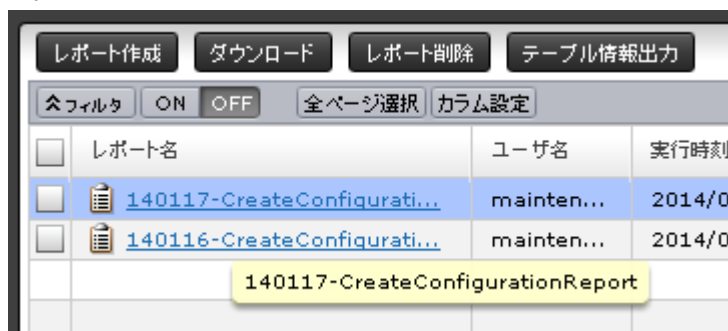 レポート作成 ダウンロード レポート削除 テーブル情報出力
フィルタ ON OFF 全ページ選択 カラム設定
レポート名 ユーザ名 実行時刻
140117-CreateConfigurati... mainten... 2014/0
140116-CreateConfigurati... mainten... 2014/0
140117-CreateConfigurationReport